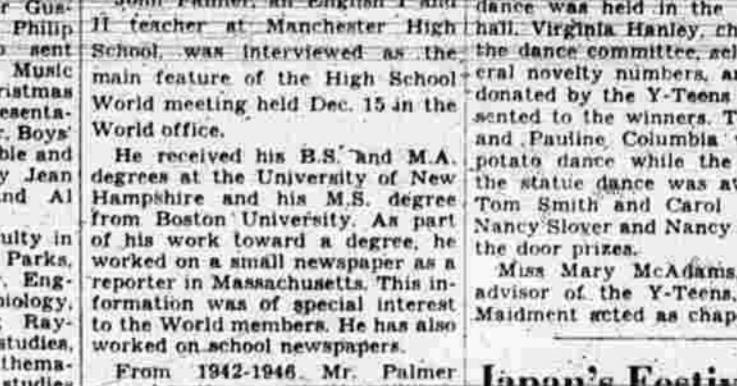 r Gus-
Philip
sent
Music
ristmas
esenta-
r. Boys'
ble and
y Jean
nd Al
ulty in
Parks,
Eng-
biology,
Ray-
studies,
thema-
studies
John Palmer, an English I and
II teacher at Manchester High
School, was interviewed as the
main feature of the High School
World meeting held Dec. 15 in the
World office.
He received his B.S. and M.A.
degrees at the University of New
Hampshire and his M.S. degree
from Boston University. As part
of his work toward a degree, he
worked on a small newspaper as a
reporter in Massachusetts. This in-
formation was of special interest
to the World members. He has also
worked on school newspapers.
From 1942-1946 Mr. Palmer
dance was held in the
hall. Virginia Hanley, ch
the dance committee, sel
eral novelty numbers, a
donated by the Y-Teens
sented to the winners. T
and Pauline Columbia
potato dance while the
the statue dance was a
Tom Smith and Carol
Nancy Slover and Nancy
the door prizes.
Miss Mary McAdams,
advisor of the Y-Teens,
Maidment acted as chap
Japan's Festi